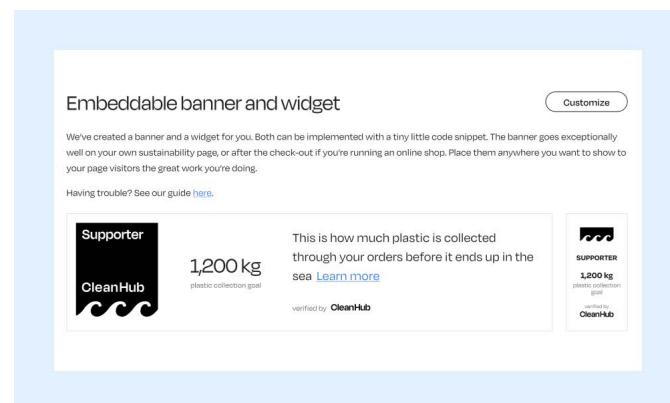 Embeddable banner and widget
Customize
We've created a banner and a widget for you. Both can be implemented with a tiny little code snippet. The banner goes exceptionally
well on your own sustainability page, or after the check-out if you're running an online shop. Place them anywhere you want to show to
your page visitors the great work you're doing.
Having trouble? See our guide here.
Supporter
CleanHub
1,200 kg
plastic collection goal
This is how much plastic is collected
through your orders before it ends up in the
sea Learn more
verified by CleanHub
SUPPORTER
1,200 kg
plastic collection
goal
verified by
CleanHub